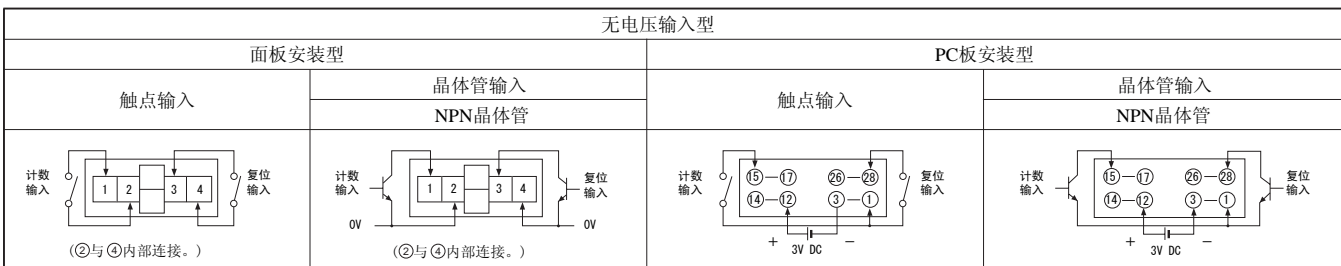 无电压输入型
面板安装型
PC板安装型
触点输入
晶体管输入
触点输入
晶体管输入
NPN晶体管
NPN晶体管
计数
输入
1 2 3 4
复位
输入
(②与④内部连接。)
计数
输入
1 2 3 4
复位
输入
0V
0V
(②与④内部连接。)
计数
输入
⑮ ⑰ ㉖ ㉘
⑭ ⑫ ③ ①
复位
输入
+ 3V DC −
计数
输入
⑮ ⑰ ㉖ ㉘
⑭ ⑫ ③ ①
复位
输入
+ 3V DC −